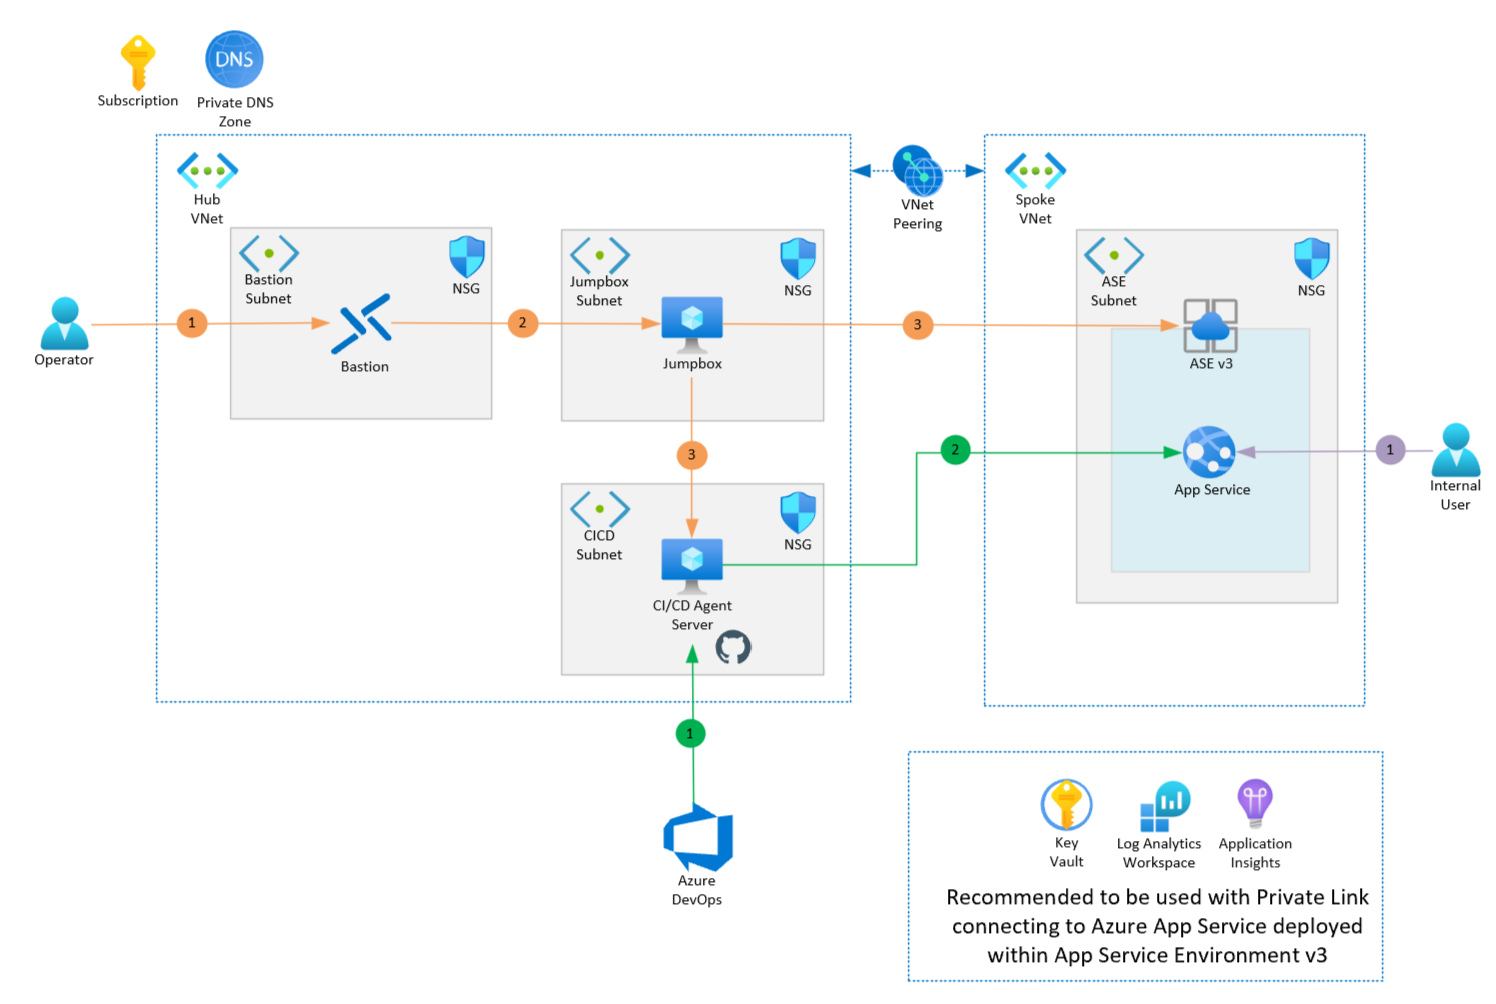 DNS
Subscription
Private DNS
Zone
Hub
VNet
VNet
Peering
Spoke
VNet
Bastion
Subnet
NSG
Jumpbox
Subnet
NSG
ASE
Subnet
NSG
Operator
1
Bastion
2
Jumpbox
3
ASE v3
3
2
App Service
1
Internal
User
CICD
Subnet
NSG
CI/CD Agent
Server
1
Azure
DevOps
Key
Vault
Log Analytics
Workspace
Application
Insights
Recommended to be used with Private Link
connecting to Azure App Service deployed
within App Service Environment v3